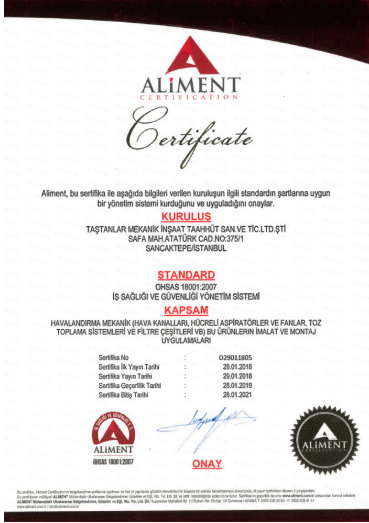 ALİMENT
CERTIFICATION
Certificate
Aliment, bu sertifika ile aşağıda bilgileri verilen kuruluşun ilgili standardın şartlarına uygun
bir yönetim sistemi kurduğunu ve uyguladığını onaylar.
KURULUŞ
TAŞTANLAR MEKANİK İNŞAAT TAAHHÜT SAN.VE TİC.LTD.ŞTİ
SAFA MAH.ATATÜRK CAD.NO:375/1
SANCAKTEPE/İSTANBUL
STANDARD
OHSAS 18001:2007
İŞ SAĞLIĞI VE GÜVENLİĞİ YÖNETİM SİSTEMİ
KAPSAM
HAVALANDIRMA MEKANİK (HAVA KANALLARI, HÜCRELİ ASPİRATÖRLER VE FANLAR, TOZ
TOPLAMA SİSTEMLERİ VE FİLTRE ÇEŞİTLERİ VB) BU ÜRÜNLERİN İMALAT VE MONTAJ
UYGULAMALARI
Sertifika No : O29011805
Sertifika İlk Yayın Tarihi : 29.01.2018
Sertifika Yayın Tarihi : 29.01.2018
Sertifika Geçerlilik Tarihi : 28.01.2019
Sertifika Bitiş Tarihi : 28.01.2021
ALİMENT
OHSAS 18001:2007
ALİMENT
ONAY